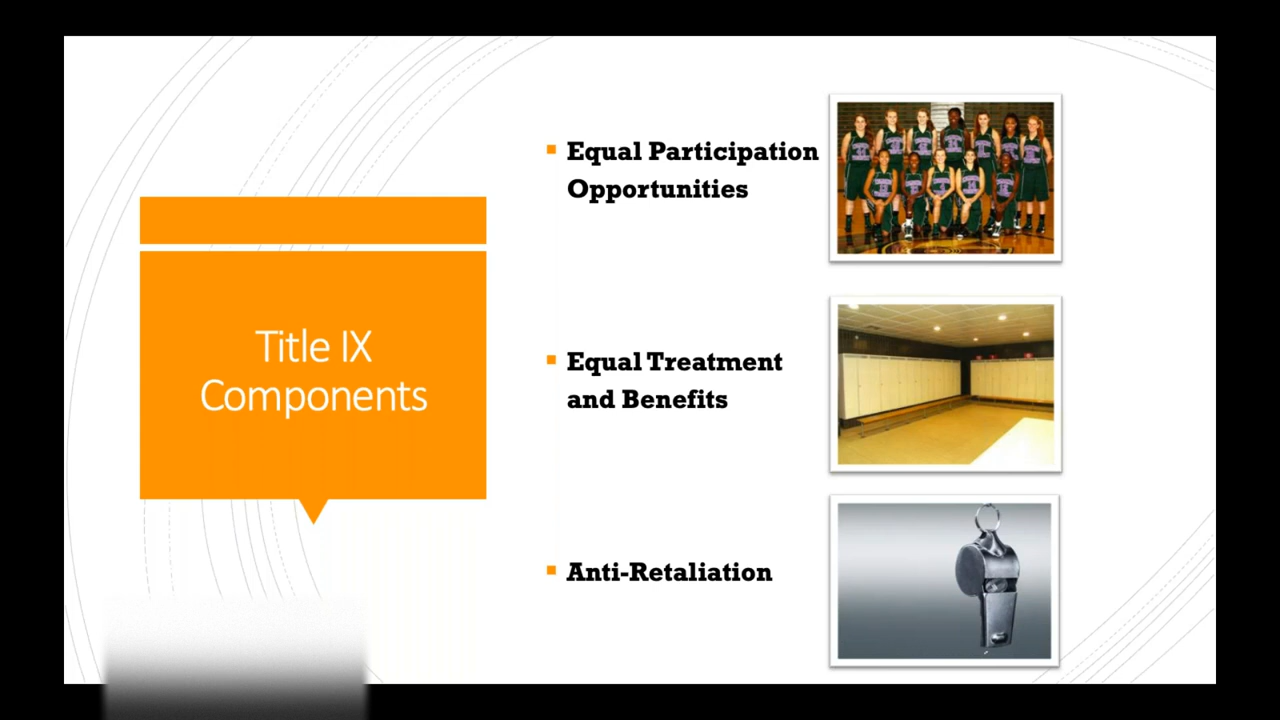 Title IX
Components
Equal Participation
Opportunities
Equal Treatment
and Benefits
Anti-Retaliation